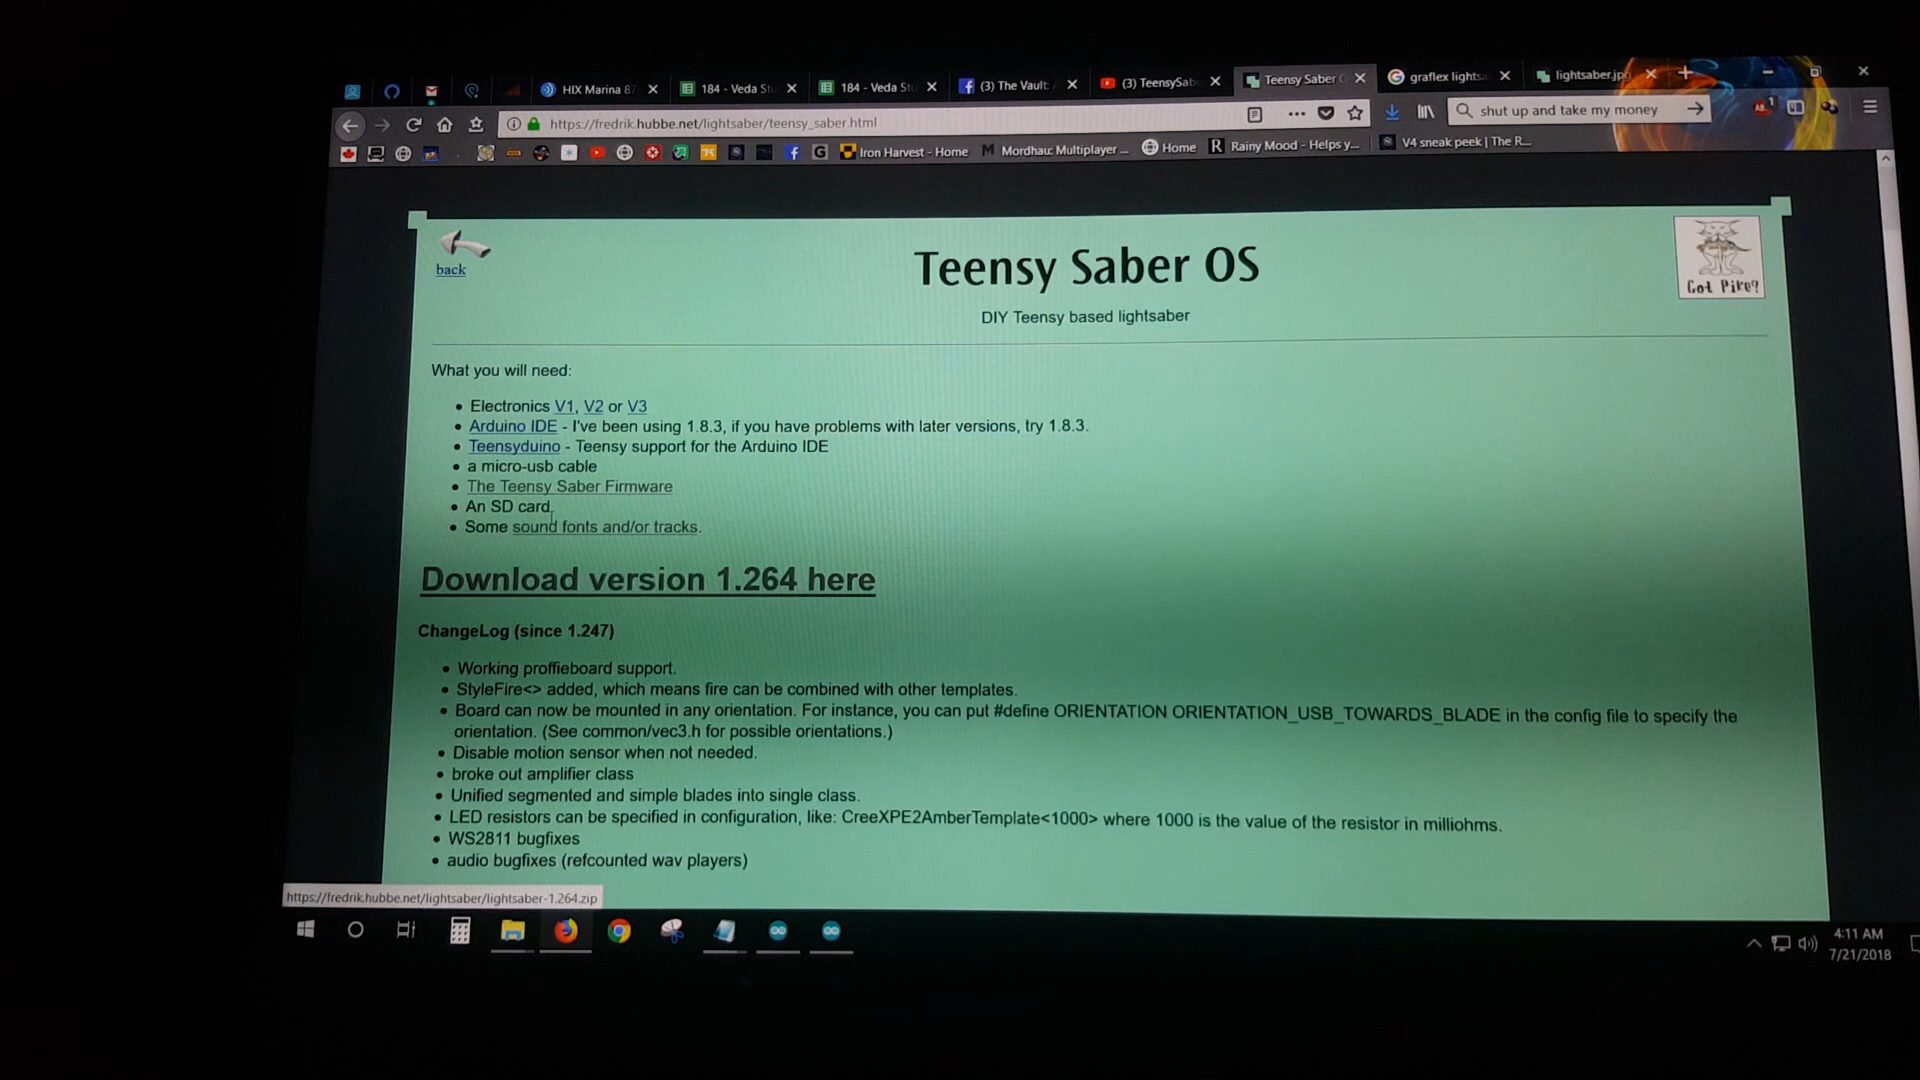 HIX Marina 87
184 - Veda Stu
184 - Veda Stu
(3) The Vault:
(3) TeensySab
Teensy Saber O
graflex lightsa
lightsaber.jpg
https://fredrik.hubbe.net/lightsaber/teensy_saber.html
shut up and take my money
Iron Harvest - Home
Mordhau: Multiplayer ...
Home
Rainy Mood - Helps y...
V4 sneak peek | The R...
back
Teensy Saber OS
Got Pike?
DIY Teensy based lightsaber
What you will need:
• Electronics V1, V2 or V3
• Arduino IDE - I've been using 1.8.3, if you have problems with later versions, try 1.8.3.
• Teensyduino - Teensy support for the Arduino IDE
• a micro-usb cable
• The Teensy Saber Firmware
• An SD card
• Some sound fonts and/or tracks.
Download version 1.264 here
ChangeLog (since 1.247)
• Working proffieboard support.
• StyleFire<> added, which means fire can be combined with other templates.
• Board can now be mounted in any orientation. For instance, you can put #define ORIENTATION ORIENTATION_USB_TOWARDS_BLADE in the config file to specify the
orientation. (See common/vec3.h for possible orientations.)
• Disable motion sensor when not needed.
• broke out amplifier class
• Unified segmented and simple blades into single class.
• LED resistors can be specified in configuration, like: CreeXPE2AmberTemplate<1000> where 1000 is the value of the resistor in milliohms.
• WS2811 bugfixes
• audio bugfixes (refcounted wav players)
https://fredrik.hubbe.net/lightsaber/lightsaber-1.264.zip
4:11 AM
7/21/2018